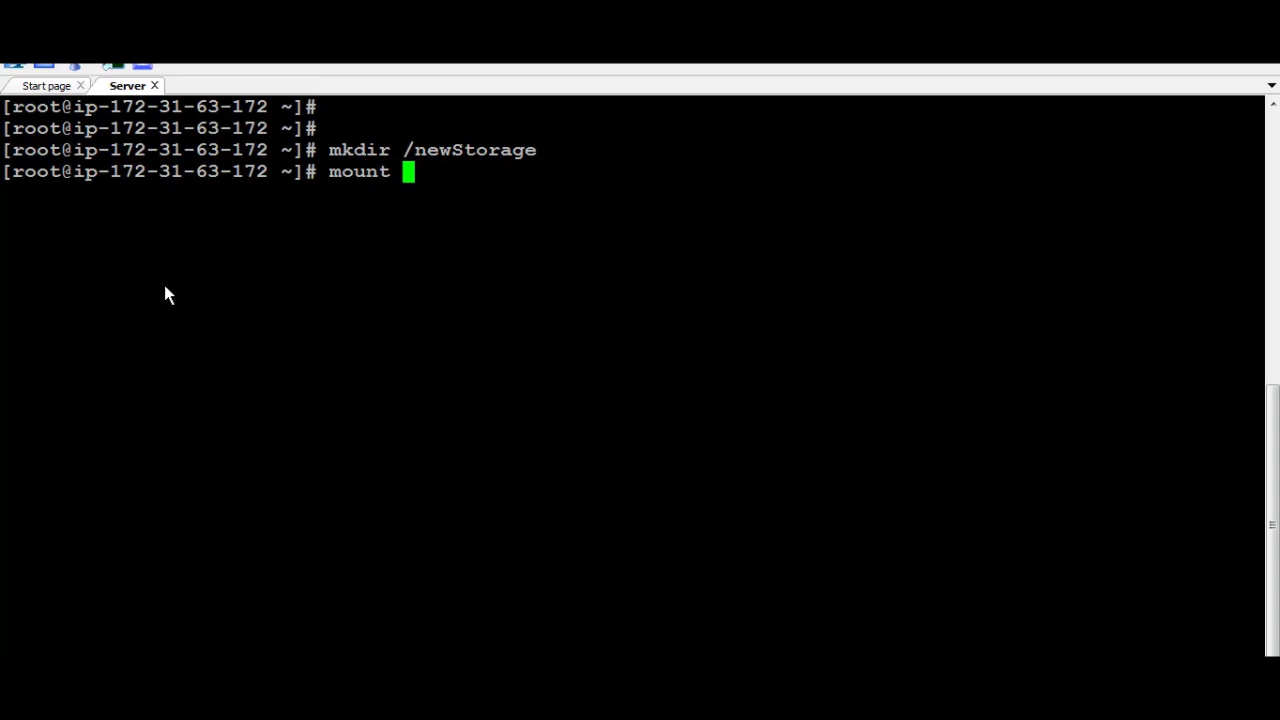 Start page Server
[root@ip-172-31-63-172 ~]#
[root@ip-172-31-63-172 ~]#
[root@ip-172-31-63-172 ~]# mkdir /newStorage
[root@ip-172-31-63-172 ~]# mount